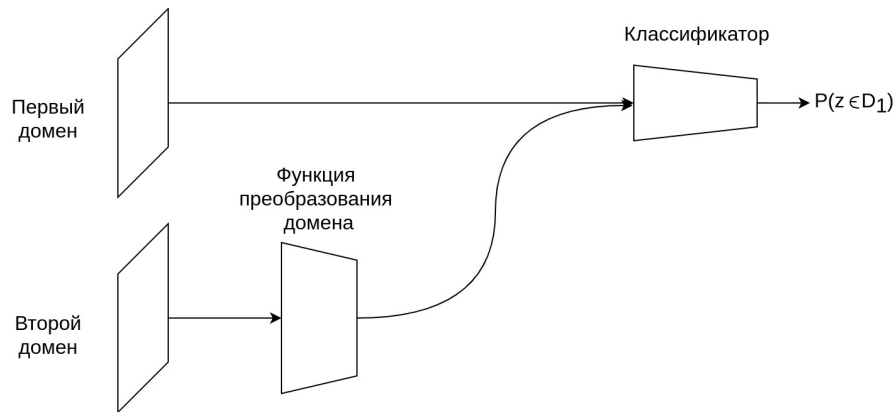 Классификатор
Первый
домен
P(z ∈D1)
Функция
преобразования
домена
Второй
домен